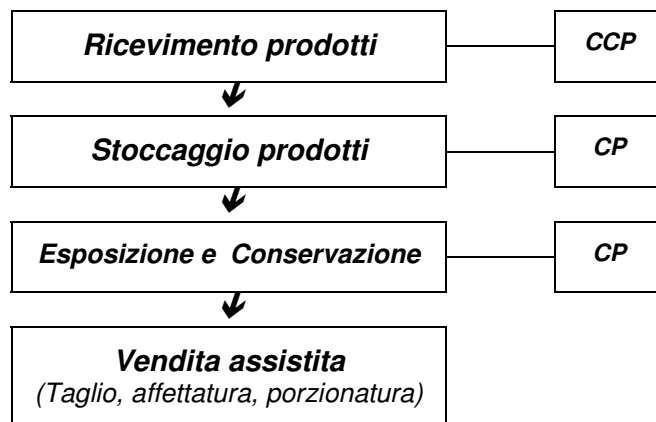 Ricevimento prodotti
CCP
Stoccaggio prodotti
CP
Esposizione e Conservazione
CP
Vendita assistita
(Taglio, affettatura, porzionatura)